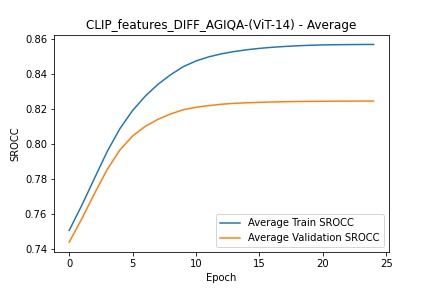 CLIP_features_DIFF_AGIQA-(ViT-14) - Average
0.86
0.84
0.82
0.80
0.78
0.76
0.74
SROCC
Average Train SROCC
Average Validation SROCC
0 5 10 15 20 25
Epoch